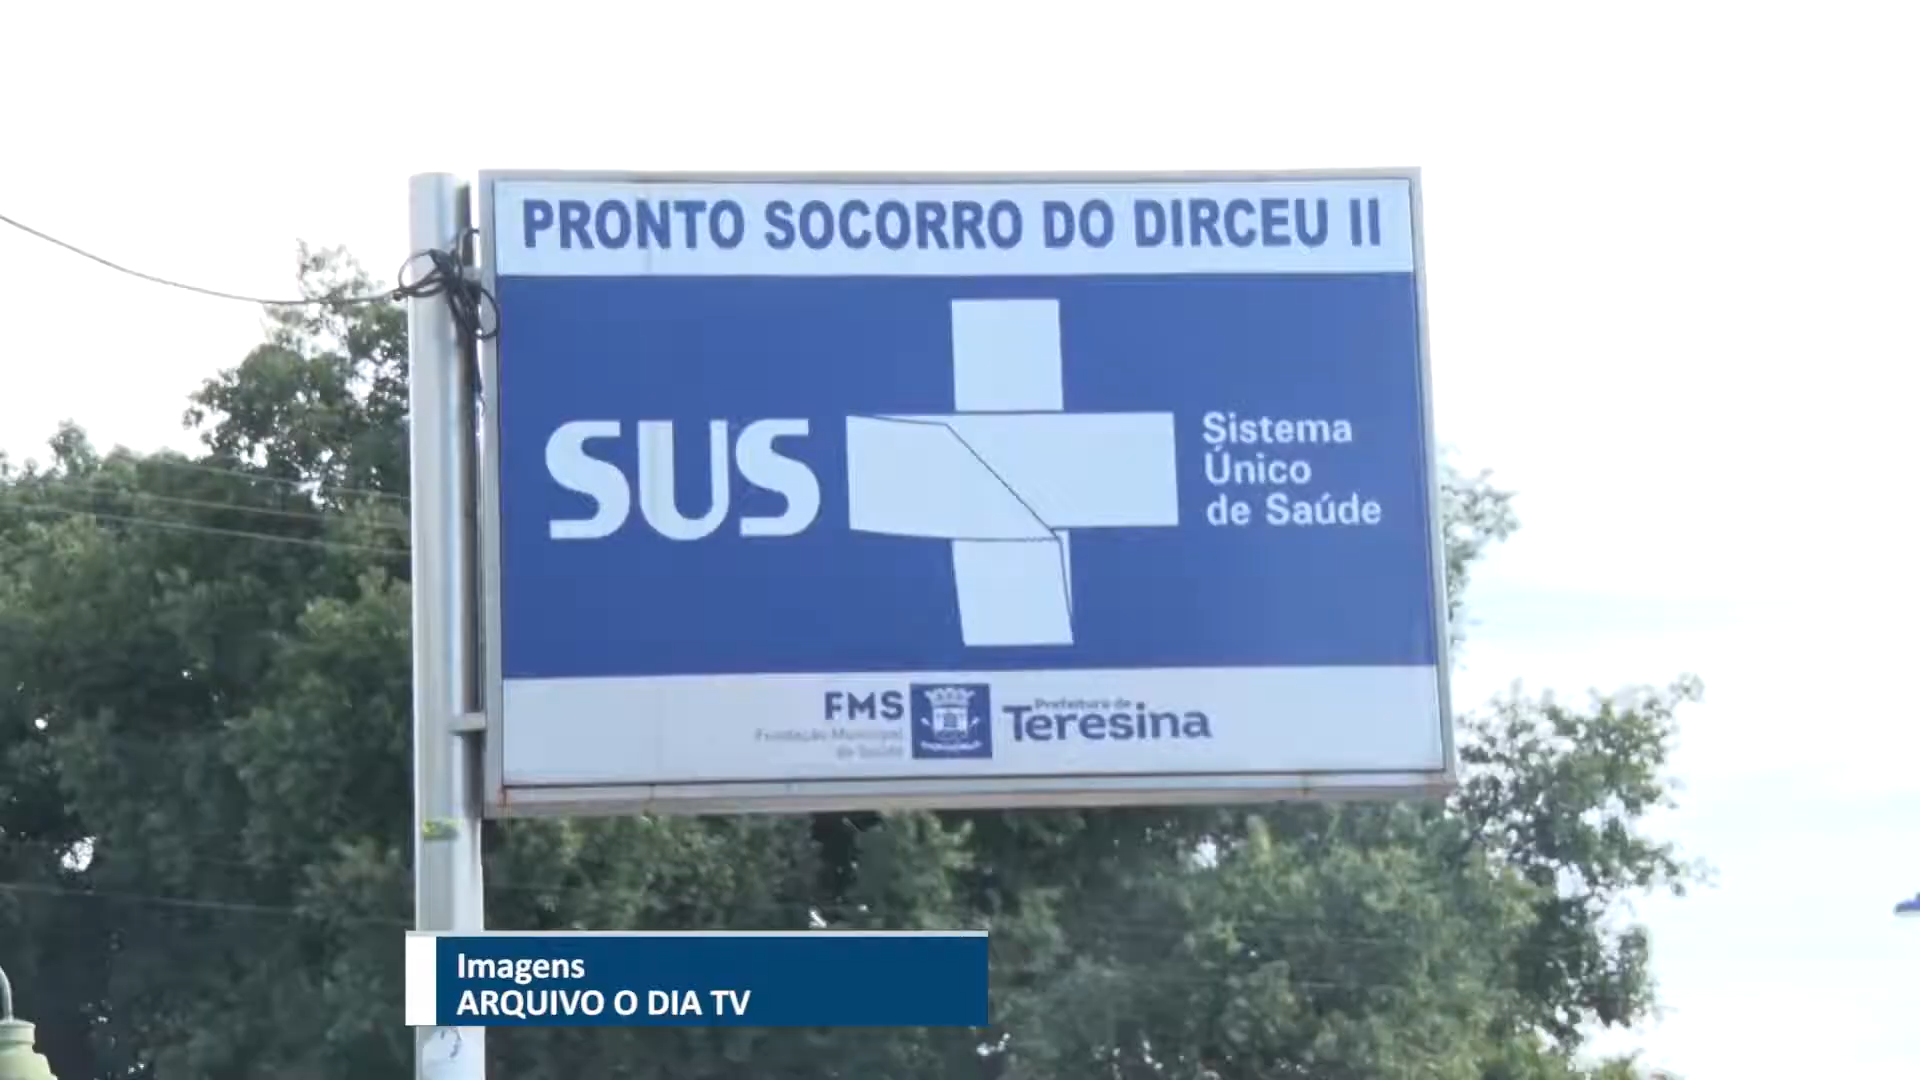 PRONTO SOCORRO DO DIRCEU II
SUS
Sistema
Único
de Saúde
FMS
Fundação Municipal
de Saúde
Prefeitura de
Teresina
Imagens
ARQUIVO O DIA TV